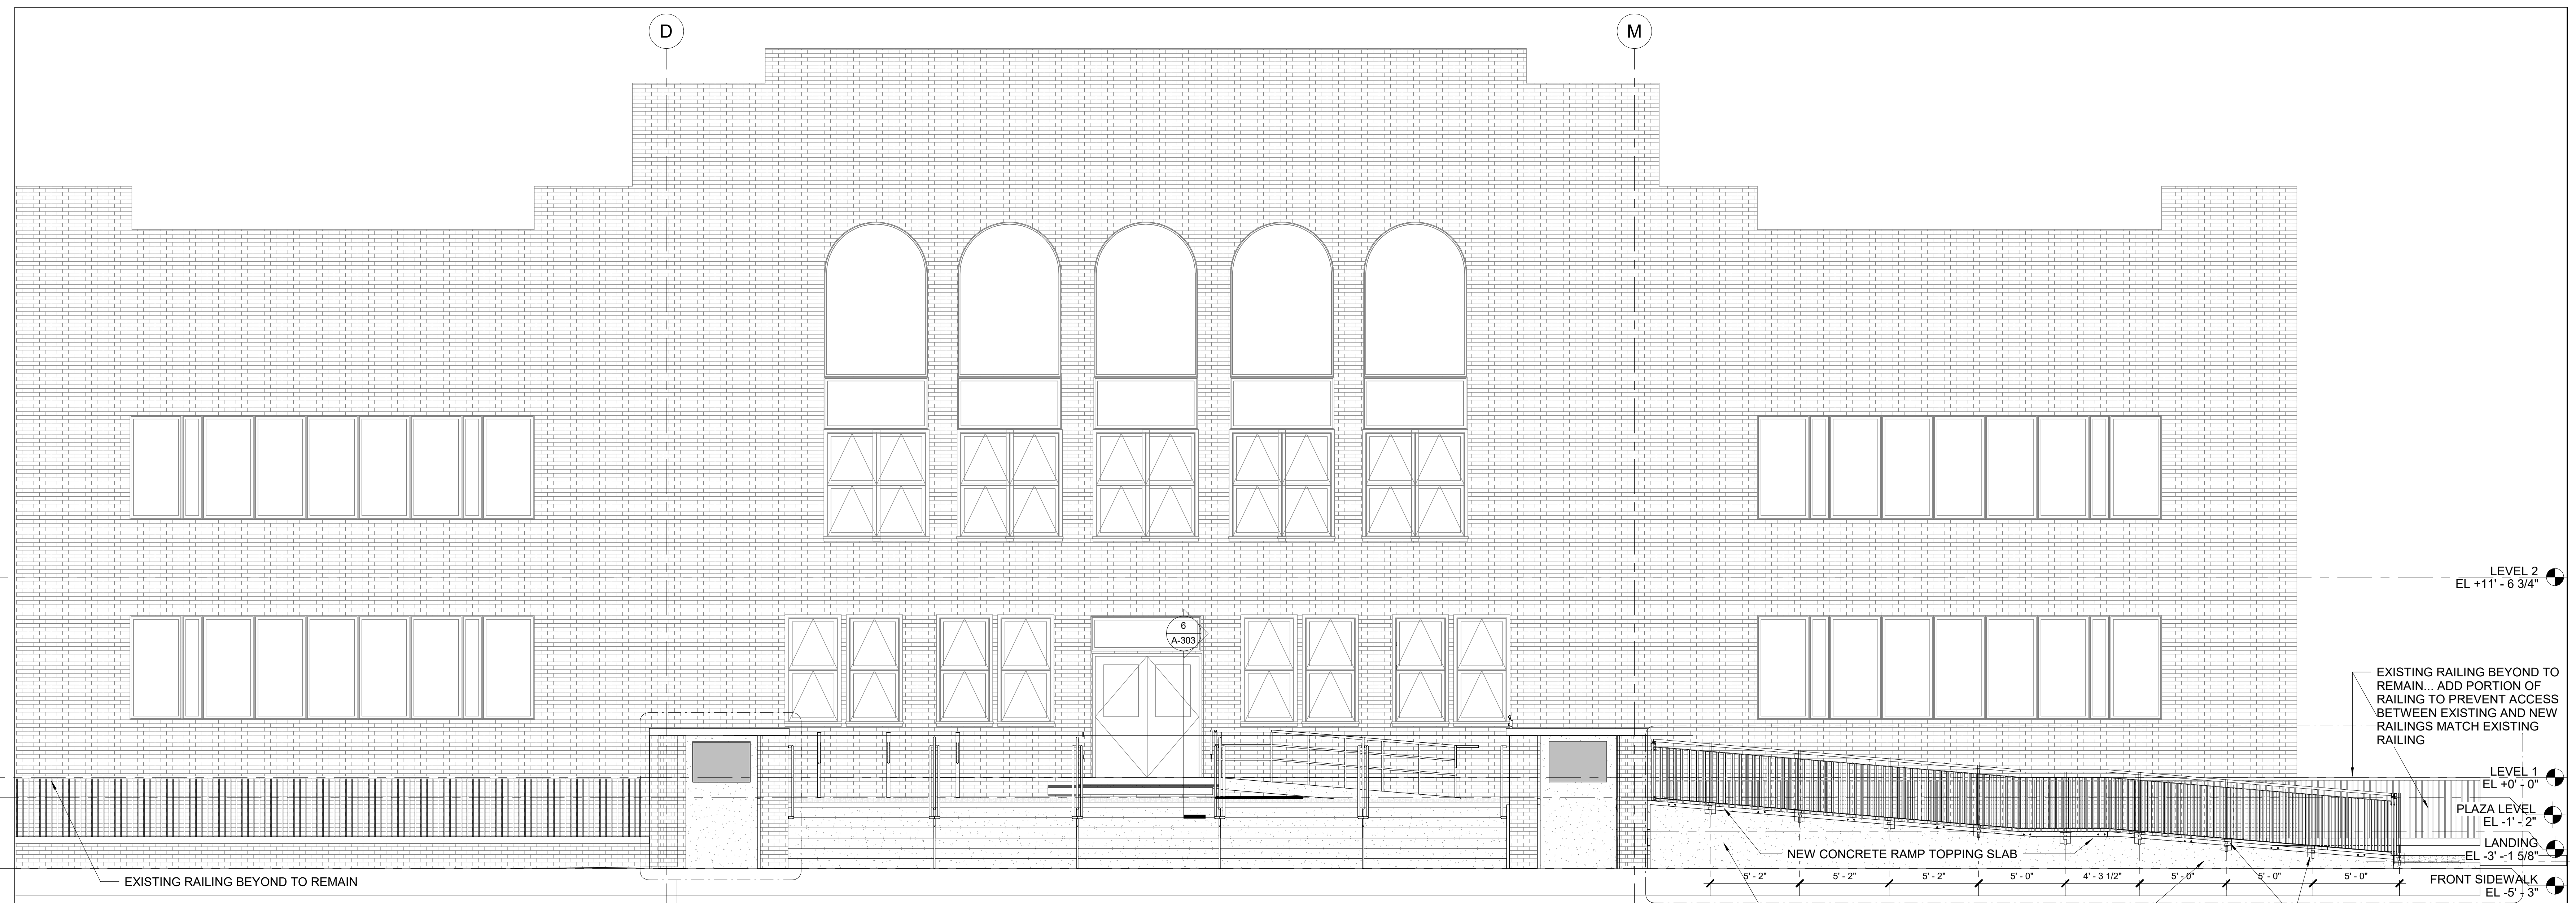 D
M
LEVEL 2
EL +11' - 6 3/4"
6
A-303
EXISTING RAILING BEYOND TO
REMAIN... ADD PORTION OF
RAILING TO PREVENT ACCESS
BETWEEN EXISTING AND NEW
RAILINGS MATCH EXISTING
RAILING
LEVEL 1
EL +0' - 0"
PLAZA LEVEL
EL -1' - 2"
LANDING
EL -3' - 1 5/8"
NEW CONCRETE RAMP TOPPING SLAB
EXISTING RAILING BEYOND TO REMAIN
5' - 2"
5' - 2"
5' - 2"
5' - 0"
4' - 3 1/2"
5' - 0"
5' - 0"
5' - 0"
FRONT SIDEWALK
EL -5' - 3"